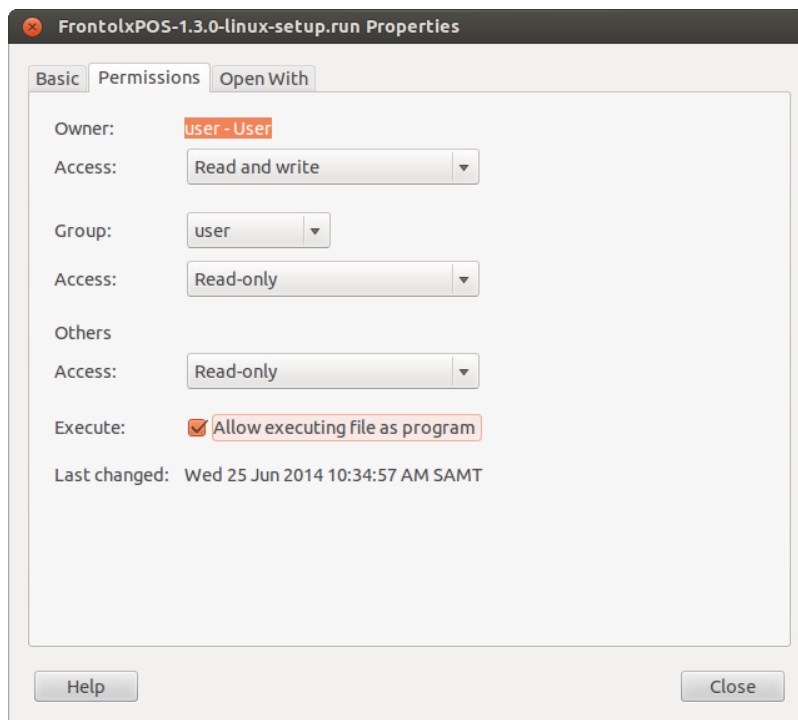 FrontolxPOS-1.3.0-linux-setup.run Properties
Basic Permissions Open With
Owner: user - User
Access: Read and write
Group: user
Access: Read-only
Others
Access: Read-only
Execute: Allow executing file as program
Last changed: Wed 25 Jun 2014 10:34:57 AM SAMT
Help Close